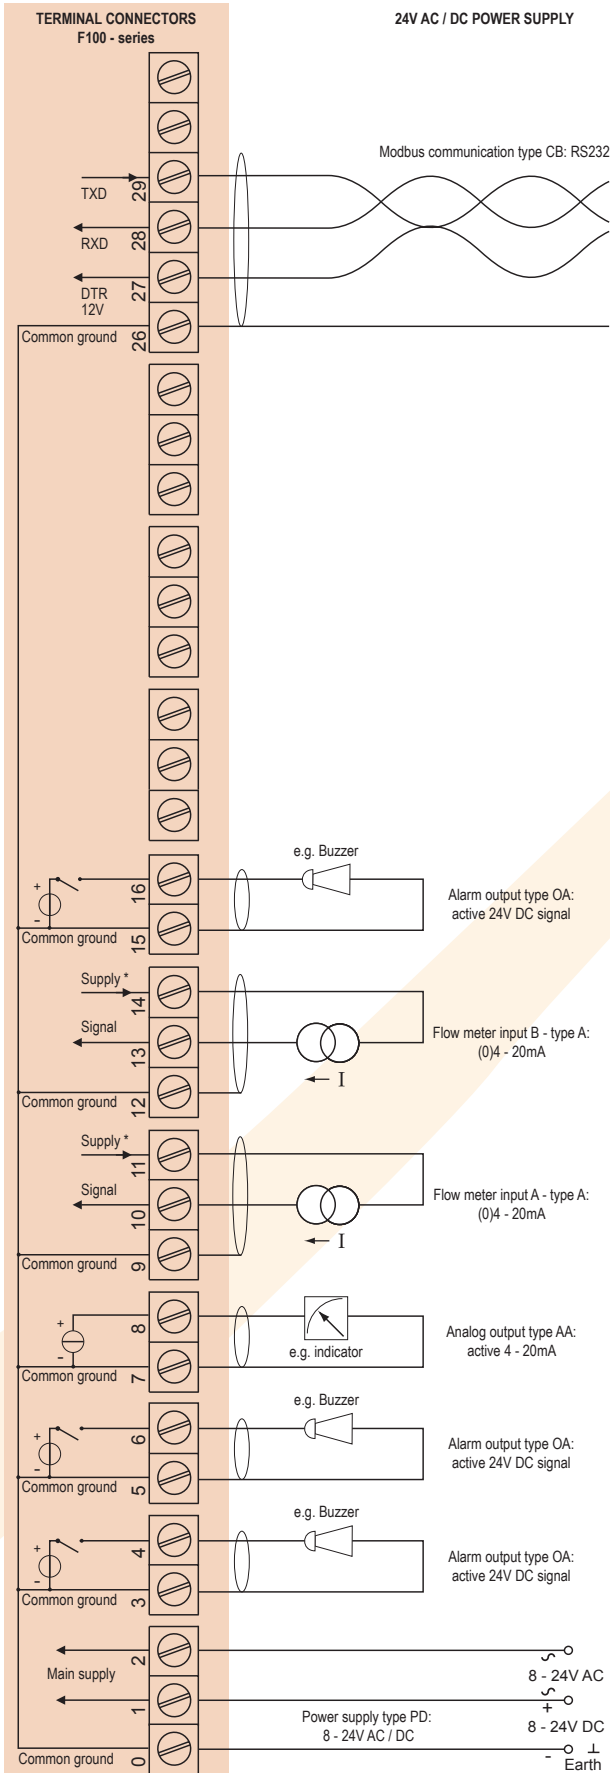 TERMINAL CONNECTORS
F100 - series
24V AC / DC POWER SUPPLY
Modbus communication type CB: RS232
29
TXD
28
RXD
27
DTR
12V
26
Common ground
e.g. Buzzer
16
+
-
Alarm output type OA:
active 24V DC signal
15
Common ground
Supply *
14
Signal
13
Flow meter input B - type A:
(0)4 - 20mA
I
12
Common ground
Supply *
11
Signal
10
Flow meter input A - type A:
(0)4 - 20mA
I
9
Common ground
8
+
-
e.g. indicator
Analog output type AA:
active 4 - 20mA
7
Common ground
e.g. Buzzer
6
+
-
Alarm output type OA:
active 24V DC signal
5
Common ground
e.g. Buzzer
4
+
-
Alarm output type OA:
active 24V DC signal
3
Common ground
2
Main supply
8 - 24V AC
1
+
Power supply type PD:
8 - 24V AC / DC
8 - 24V DC
0
Common ground
-
Earth